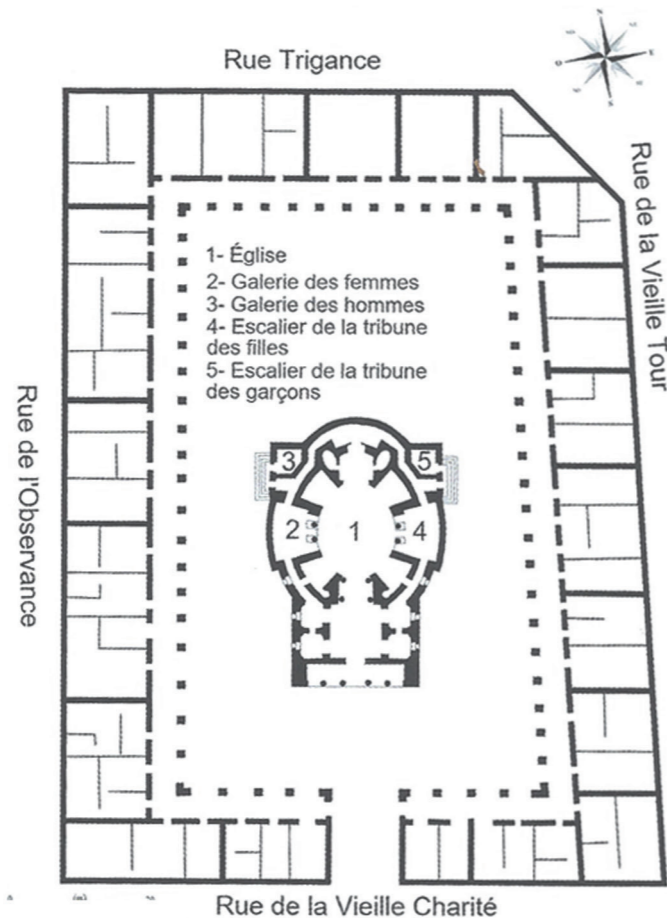 Rue Trigance
N
O
E
S
Rue de la Vieille Tour
1- Église
2- Galerie des femmes
3- Galerie des hommes
4- Escalier de la tribune
des filles
5- Escalier de la tribune
des garçons
Rue de l'Observance
3
5
2
1
4
Rue de la Vieille Charité